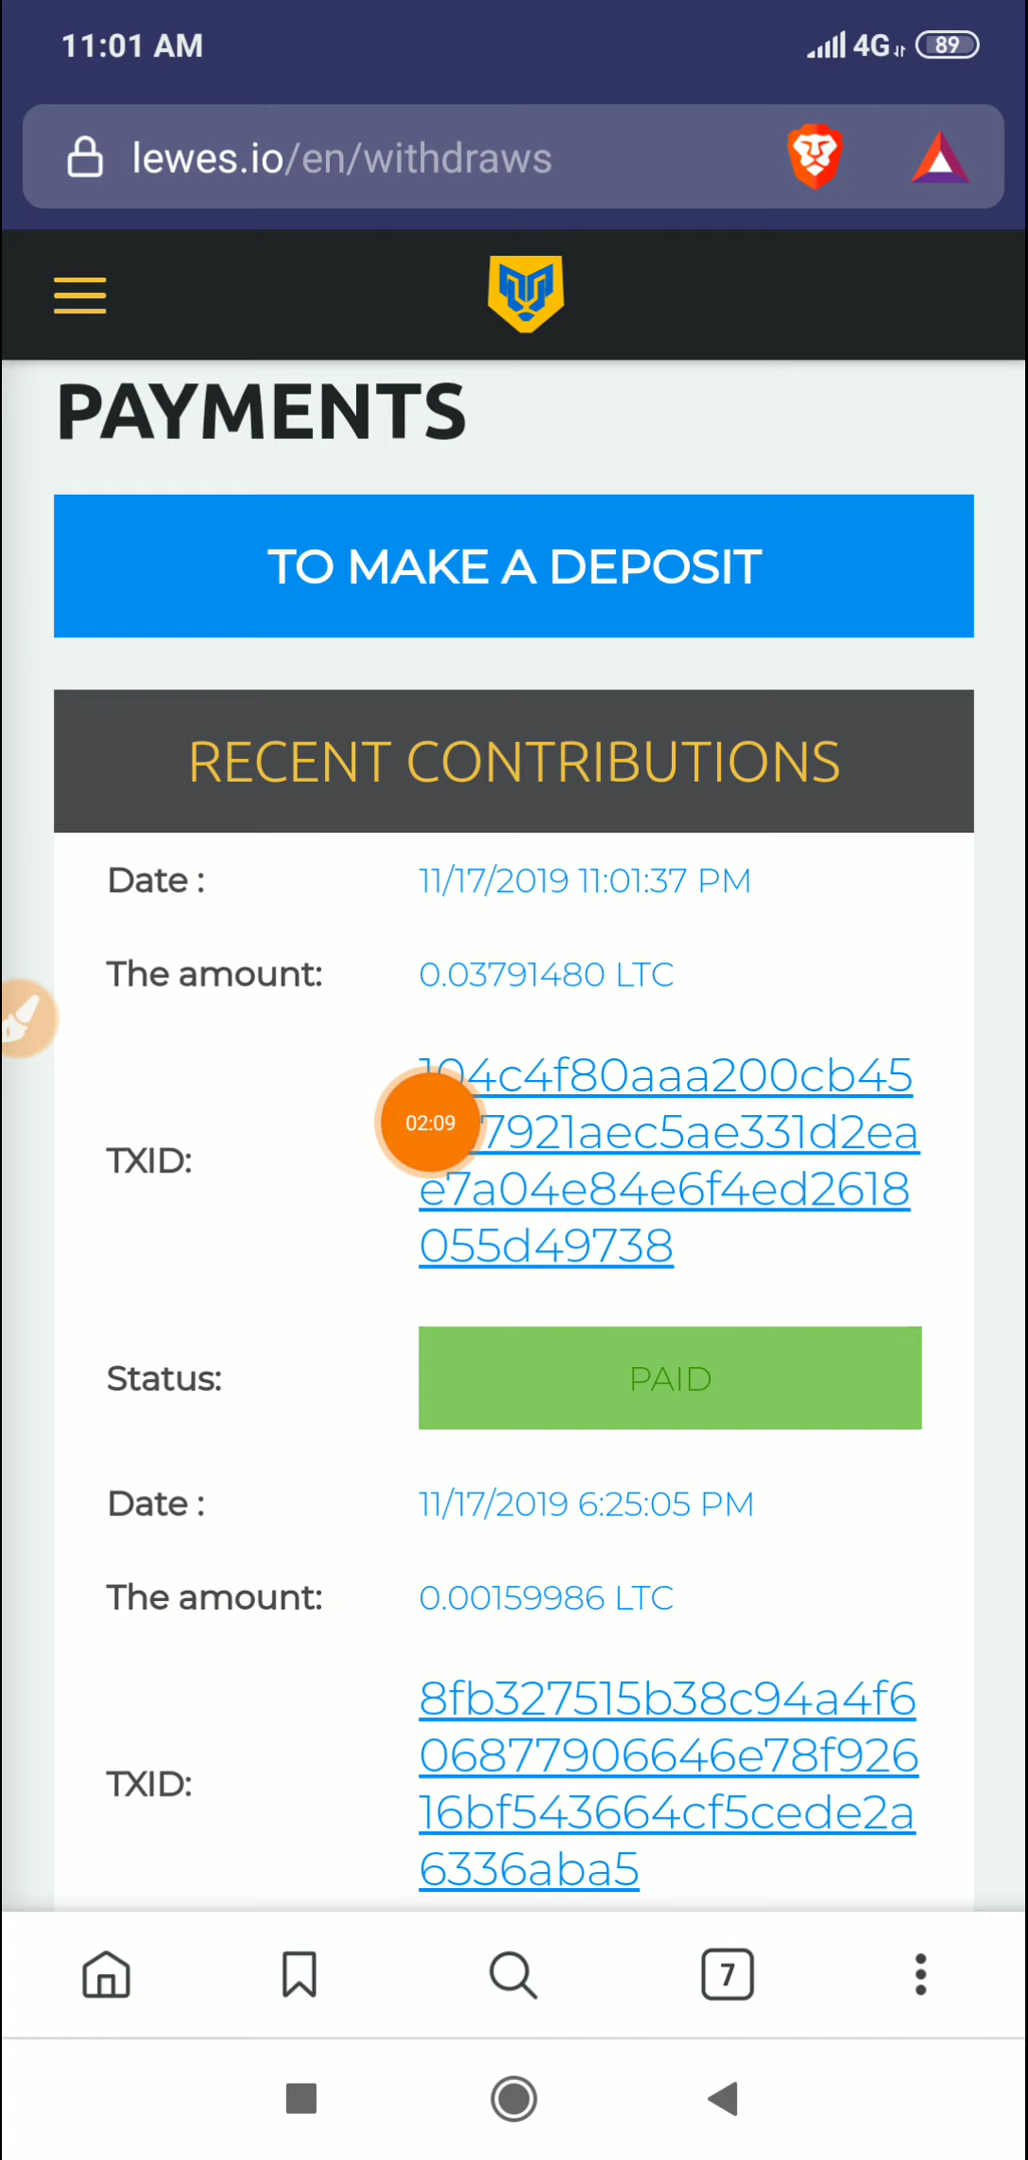 11:01 AM
4G 89
lewes.io/en/withdraws
PAYMENTS
TO MAKE A DEPOSIT
RECENT CONTRIBUTIONS
Date : 11/17/2019 11:01:37 PM
The amount: 0.03791480 LTC
104c4f80aaa200cb45
7921aec5ae331d2ea
TXID:
e7a04e84e6f4ed2618
055d49738
02:09
Status: PAID
Date : 11/17/2019 6:25:05 PM
The amount: 0.00159986 LTC
8fb327515b38c94a4f6
06877906646e78f926
TXID:
16bf543664cf5cede2a
6336aba5
7